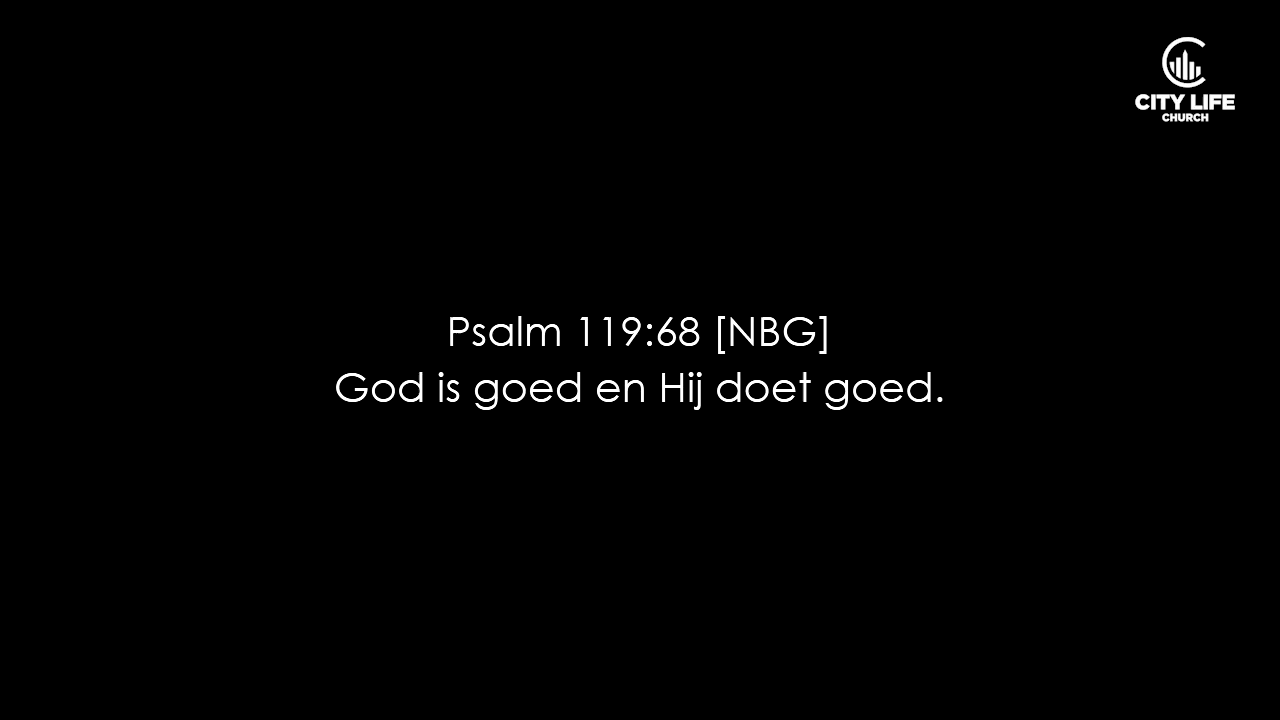 CITY LIFE
CHURCH
Psalm 119:68 [NBG]
God is goed en Hij doet goed.